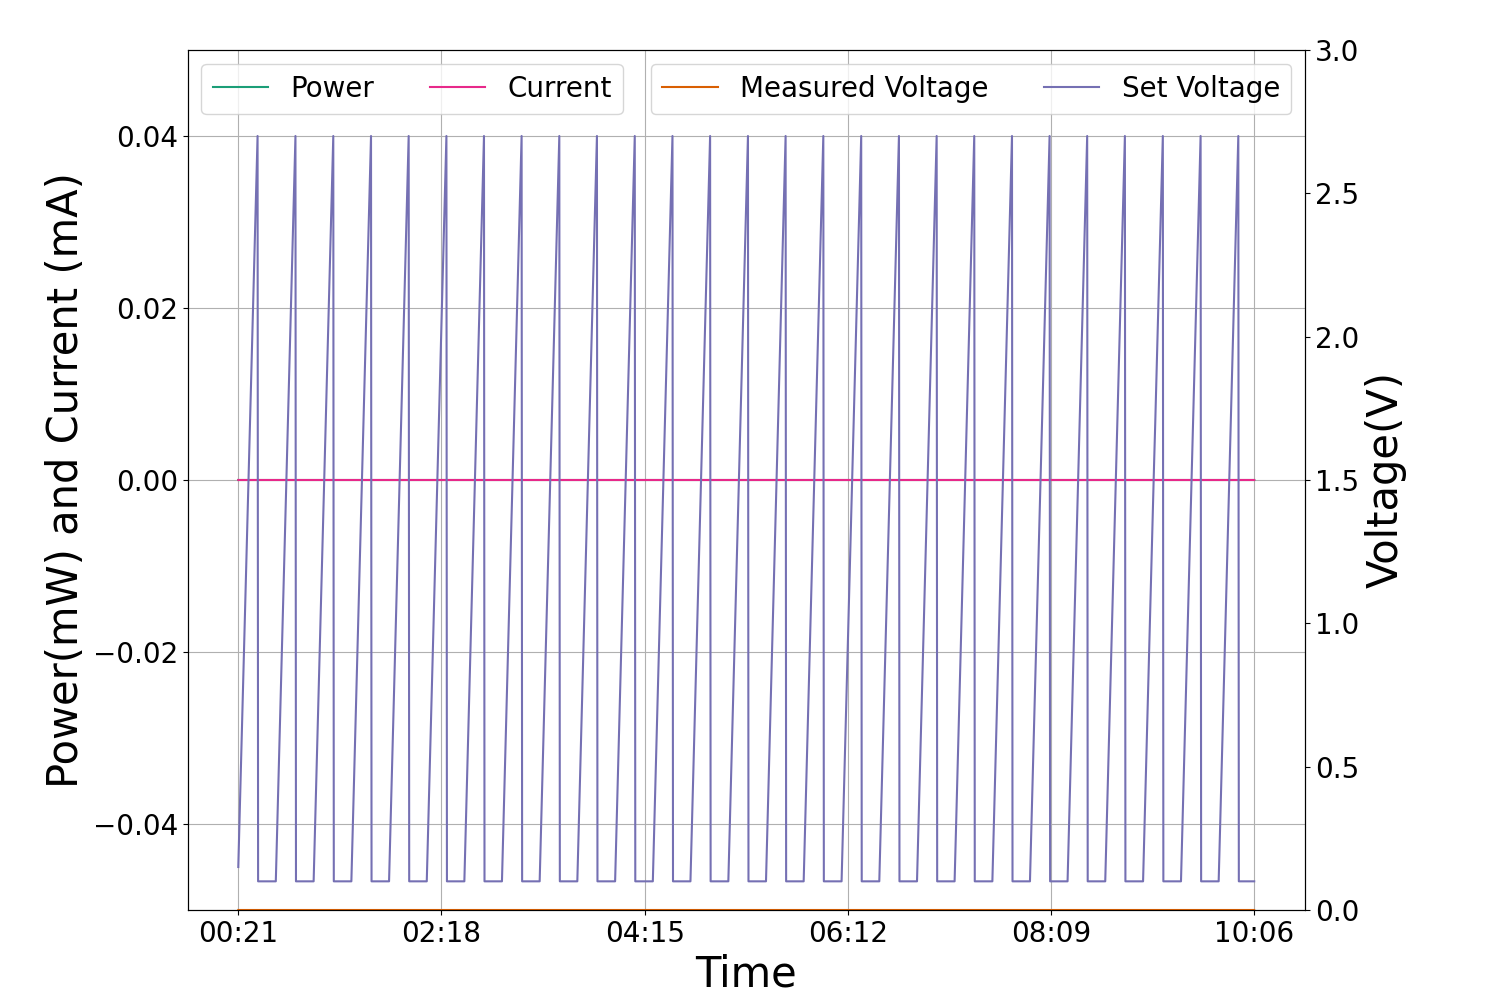 Power Current Measured Voltage Set Voltage
3.0
0.04
2.5
0.02
2.0
0.00
1.5
−0.02
1.0
0.5
−0.04
0.0
Power(mW) and Current (mA)
Voltage(V)
00:21 02:18 04:15 06:12 08:09 10:06
Time